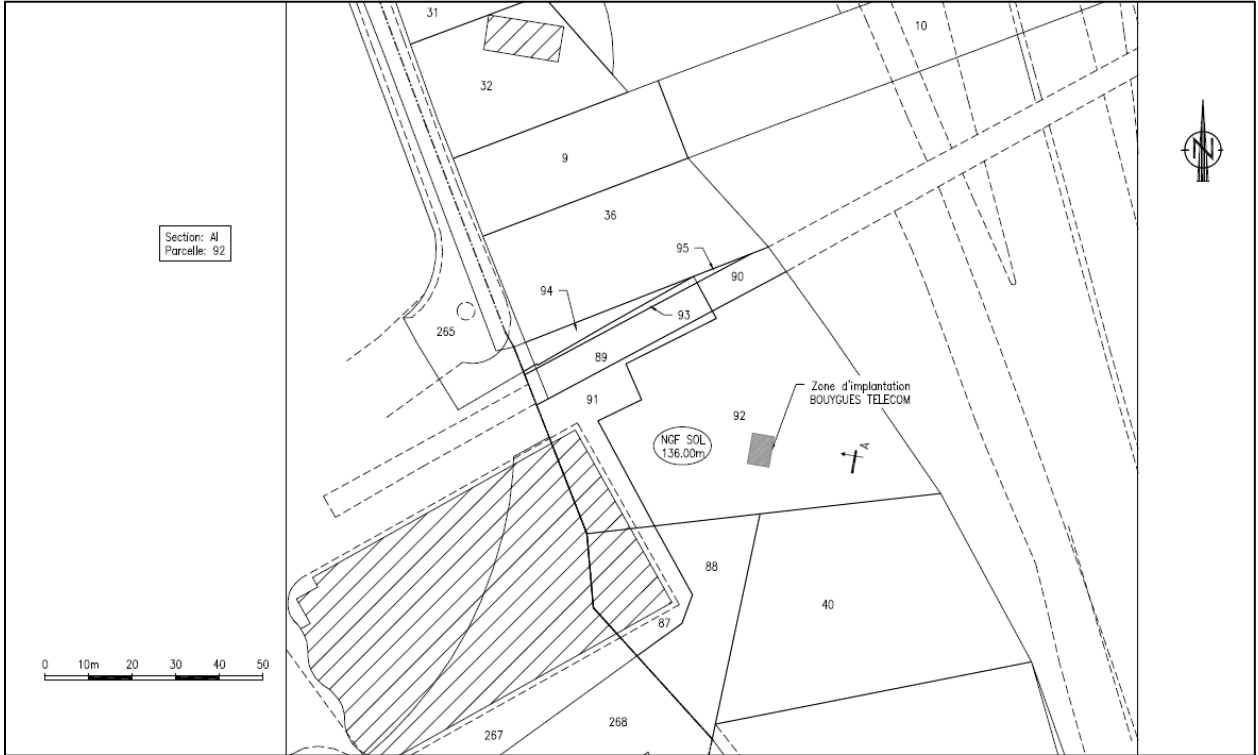 31
10
32
9
N
36
Section: AI
Parcelle: 92
95
90
94
93
265
89
Zone d'implantation
BOUYGUES TELECOM
91
92
NGF SOL
136.00m
A
88
40
87
0 10m 20 30 40 50
268
267